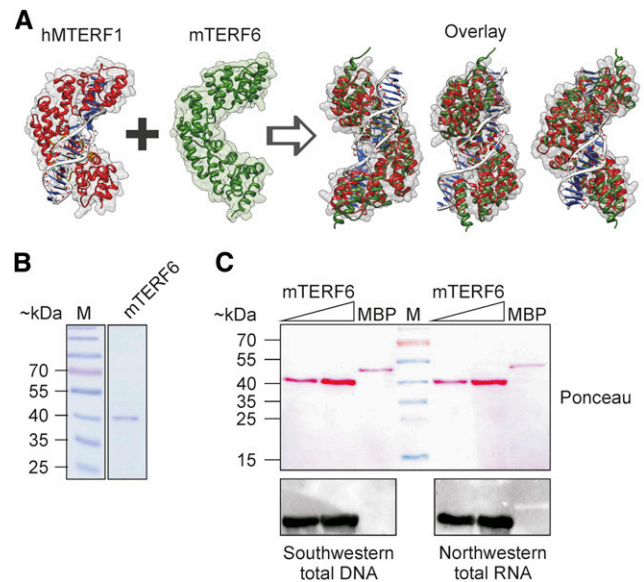 A
hMTERF1
mTERF6
Overlay
B
~kDa
M
mTERF6
70
55
40
35
25
C
mTERF6
mTERF6
~kDa
MBP
M
MBP
70
55
40
35
25
15
Ponceau
Southwestern
total DNA
Northwestern
total RNA